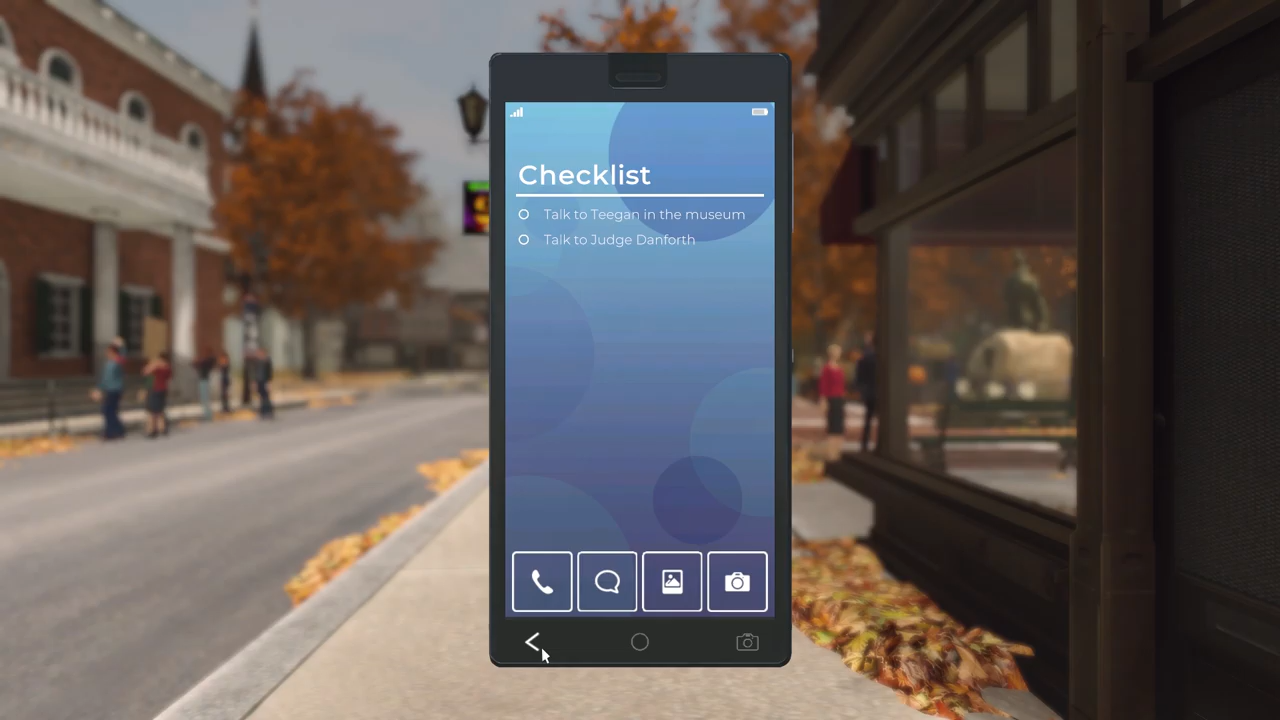 Checklist
Talk to Teegan in the museum
Talk to Judge Danforth